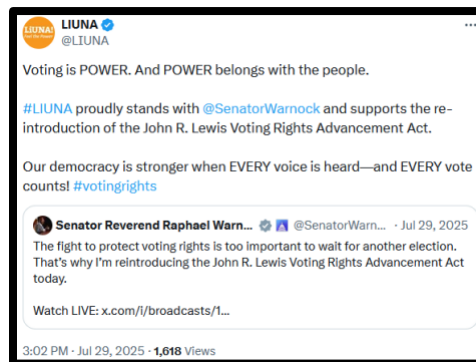 LIUNA
@LIUNA
Voting is POWER. And POWER belongs with the people.
#LIUNA proudly stands with @SenatorWarnock and supports the re-
introduction of the John R. Lewis Voting Rights Advancement Act.
Our democracy is stronger when EVERY voice is heard—and EVERY vote
counts! #votingrights
Senator Reverend Raphael Warn... @SenatorWarn... · Jul 29, 2025
The fight to protect voting rights is too important to wait for another election.
That's why I'm reintroducing the John R. Lewis Voting Rights Advancement Act
today.
Watch LIVE: x.com/i/broadcasts/1...
3:02 PM · Jul 29, 2025 · 1,618 Views